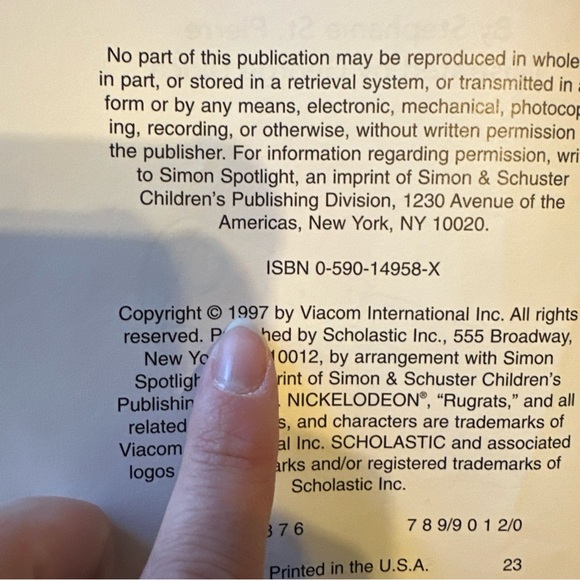 No part of this publication may be reproduced in whole
in part, or stored in a retrieval system, or transmitted in
form or by any means, electronic, mechanical, photocop
ing, recording, or otherwise, without written permission
the publisher. For information regarding permission, wri
to Simon Spotlight, an imprint of Simon & Schuster
Children's Publishing Division, 1230 Avenue of the
Americas, New York, NY 10020.
ISBN 0-590-14958-X
Copyright © 1997 by Viacom International Inc. All rights
reserved. P hed by Scholastic Inc., 555 Broadway,
New Yo 10012, by arrangement with Simon
Spotligh rint of Simon & Schuster Children's
Publishin . NICKELODEON®, "Rugrats," and all
related s, and characters are trademarks of
Viacom al Inc. SCHOLASTIC and associated
logos arks and/or registered trademarks of
Scholastic Inc.
7 6 7 8 9/9 0 1 2/0
Printed in the U.S.A. 23